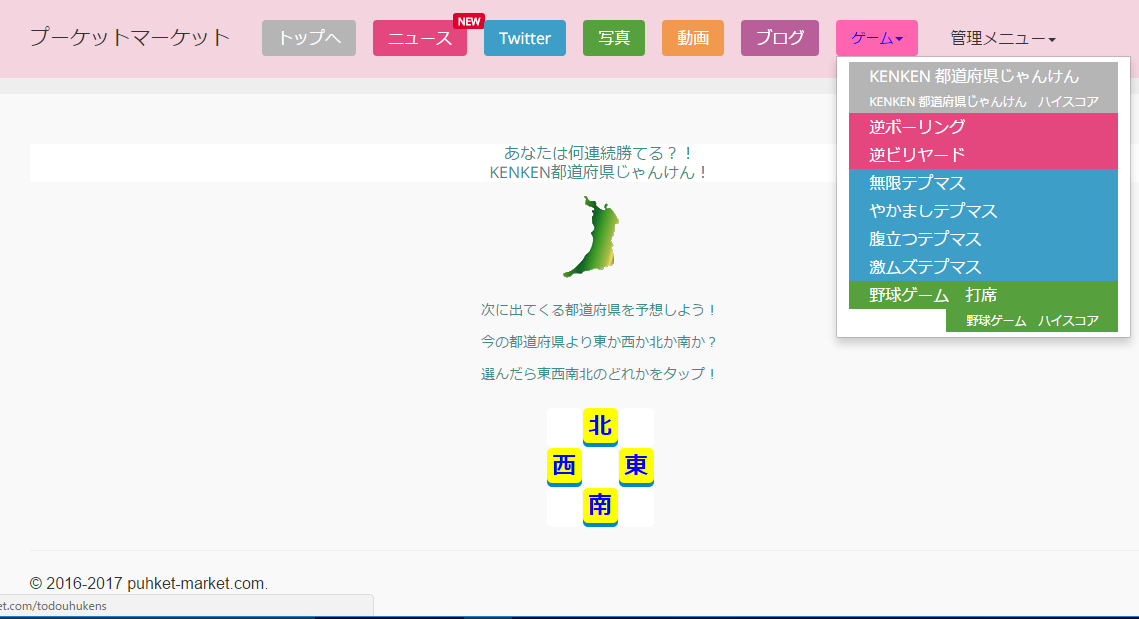 プーケットマーケット
トップへ
ニュース
NEW
Twitter
写真
動画
ブログ
ゲーム
管理メニュー
KENKEN 都道府県じゃんけん
KENKEN 都道府県じゃんけん　ハイスコア
逆ボーリング
逆ビリヤード
無限テプマス
やかましテプマス
腹立つテプマス
激ムズテプマス
野球ゲーム　打席
野球ゲーム　ハイスコア
あなたは何連続勝てる？！
KENKEN都道府県じゃんけん！
次に出てくる都道府県を予想しよう！
今の都道府県より東か西か北か南か？
選んだら東西南北のどれかをタップ！
北
西
東
南
© 2016-2017 puhket-market.com.
et.com/todouhukens